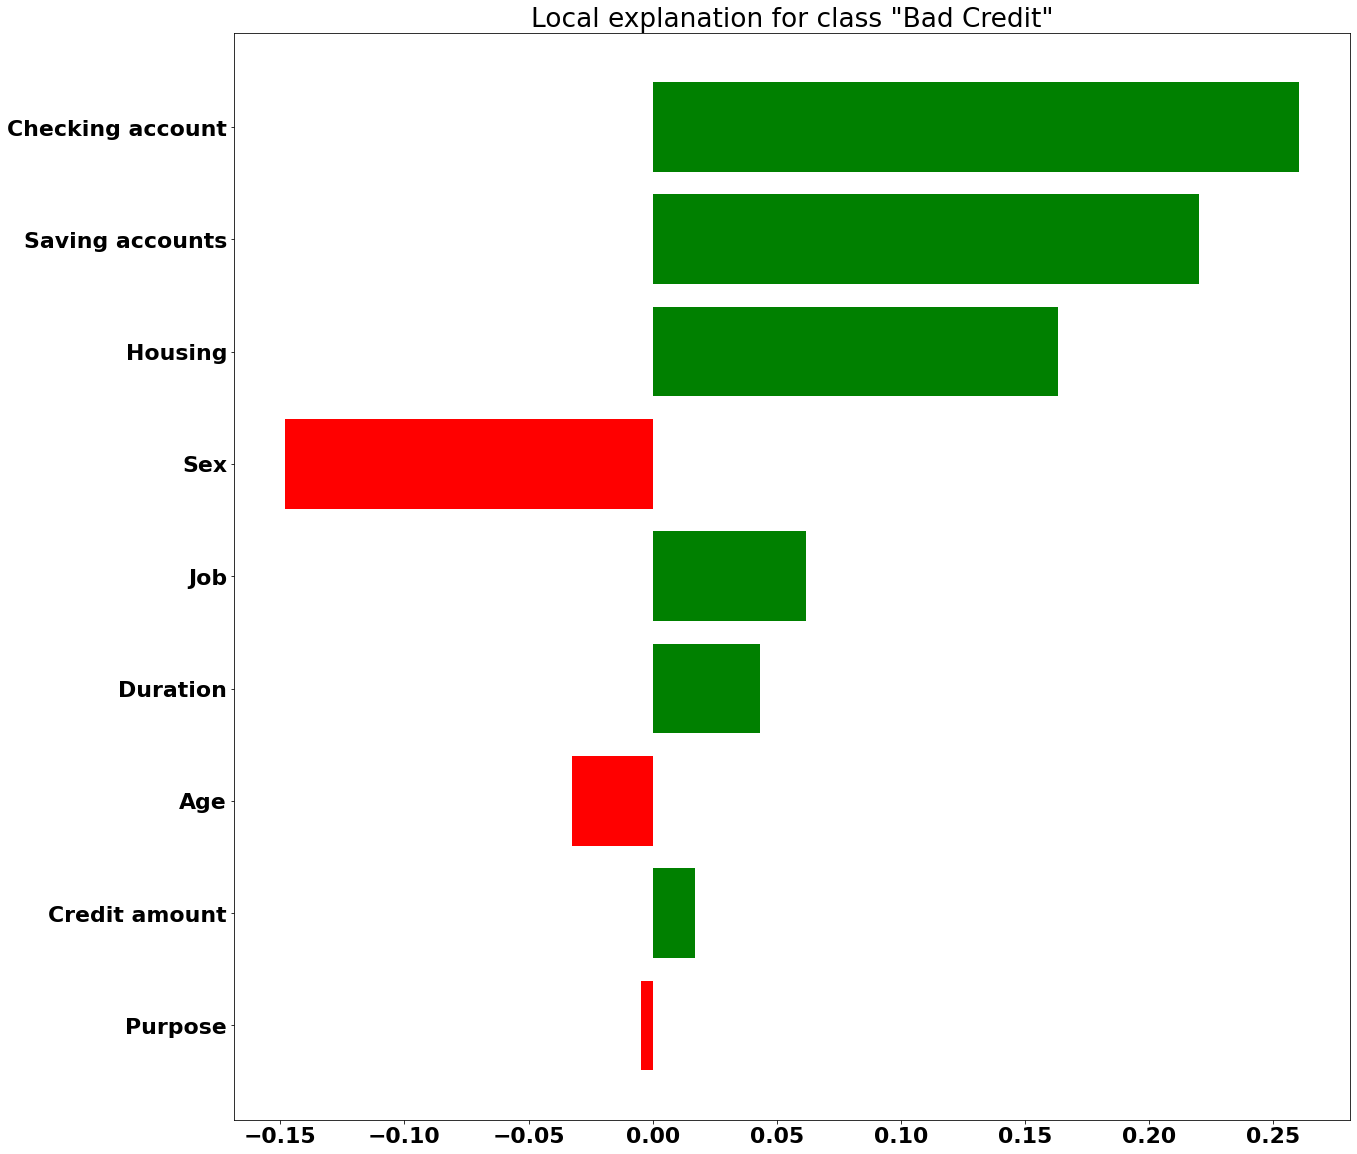 Local explanation for class "Bad Credit"
Checking account
Saving accounts
Housing
Sex
Job
Duration
Age
Credit amount
Purpose
−0.15 −0.10 −0.05 0.00 0.05 0.10 0.15 0.20 0.25